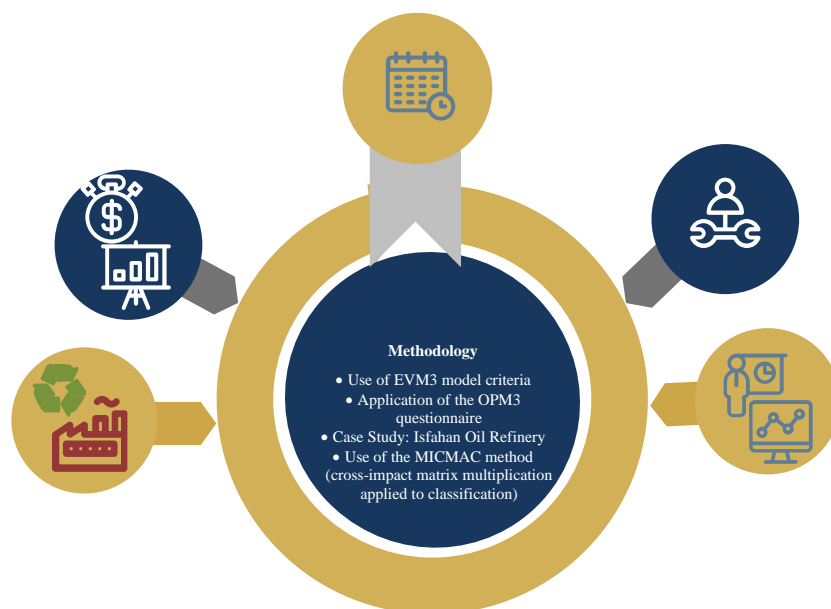 Methodology
• Use of EVM3 model criteria
• Application of the OPM3
questionnaire
• Case Study: Isfahan Oil Refinery
• Use of the MICMAC method
(cross-impact matrix multiplication
applied to classification)
$